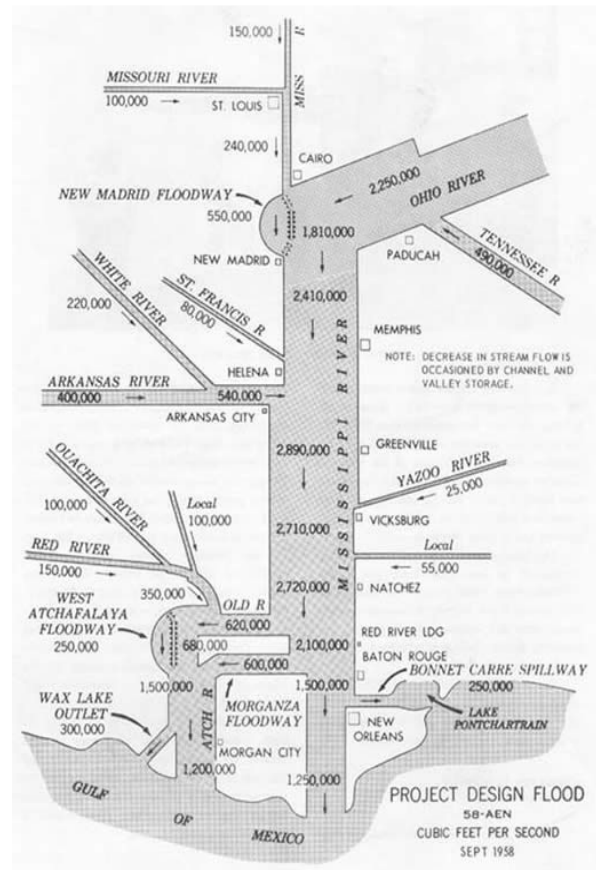 150,000
MISS R
MISSOURI RIVER
100,000
ST. LOUIS
240,000
CAIRO
2,250,000
OHIO RIVER
NEW MADRID FLOODWAY
550,000
1,810,000
NEW MADRID
PADUCAH
TENNESSEE R
490,000
WHITE RIVER
220,000
ST. FRANCIS R
80,000
2,410,000
MEMPHIS
NOTE: DECREASE IN STREAM FLOW IS
OCCASIONED BY CHANNEL AND
VALLEY STORAGE.
HELENA
ARKANSAS RIVER
400,000
540,000
ARKANSAS CITY
MISSISSIPPI RIVER
2,890,000
GREENVILLE
YAZOO RIVER
25,000
OUACHITA RIVER
100,000
Local
100,000
2,710,000
VICKSBURG
RED RIVER
150,000
Local
55,000
350,000
2,720,000
NATCHEZ
OLD R
620,000
WEST
ATCHAFALAYA
FLOODWAY
250,000
680,000
2,100,000
RED RIVER LDG
600,000
BATON ROUGE
BONNET CARRE SPILLWAY
250,000
1,500,000
MORGANZA
FLOODWAY
1,500,000
LAKE
PONTCHARTRAIN
WAX LAKE
OUTLET
300,000
ATCH R
NEW
ORLEANS
MORGAN CITY
1,200,000
1,250,000
GULF
OF
MEXICO
PROJECT DESIGN FLOOD
58-AEN
CUBIC FEET PER SECOND
SEPT 1958